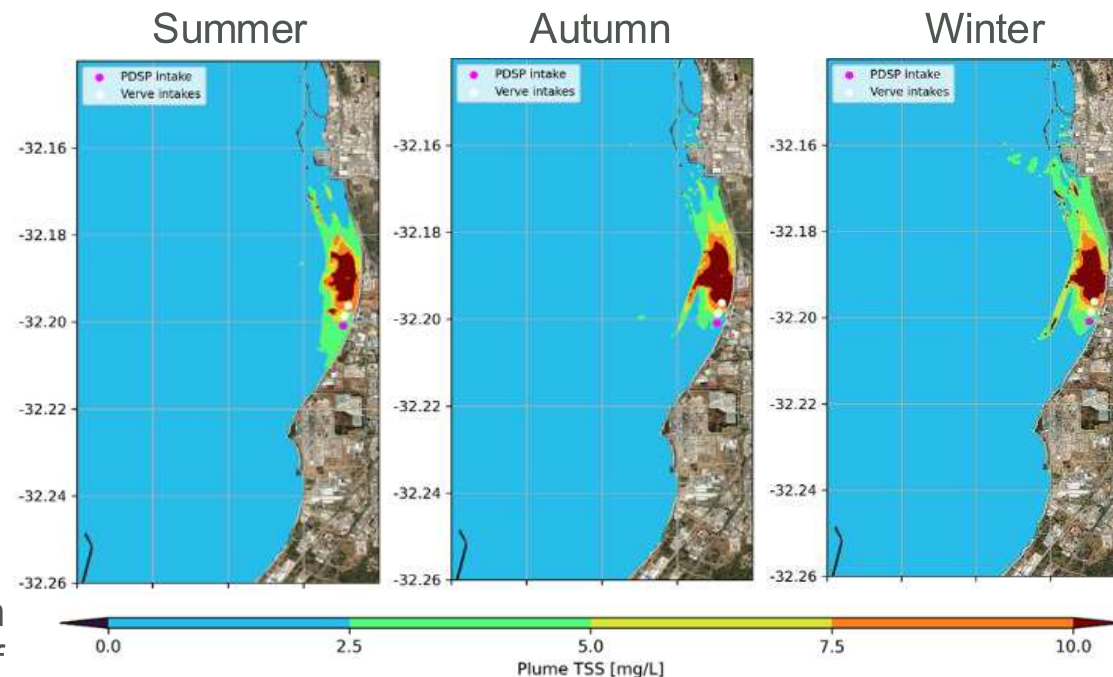 Summer
Autumn
Winter
PDSP intake
Verve intakes
-32.16
-32.18
-32.20
-32.22
-32.24
-32.26
PDSP intake
Verve intakes
-32.16
-32.18
-32.20
-32.22
-32.24
-32.26
PDSP intake
Verve intakes
-32.16
-32.18
-32.20
-32.22
-32.24
-32.26
0.0 2.5 5.0 7.5 10.0
Plume TSS [mg/L]